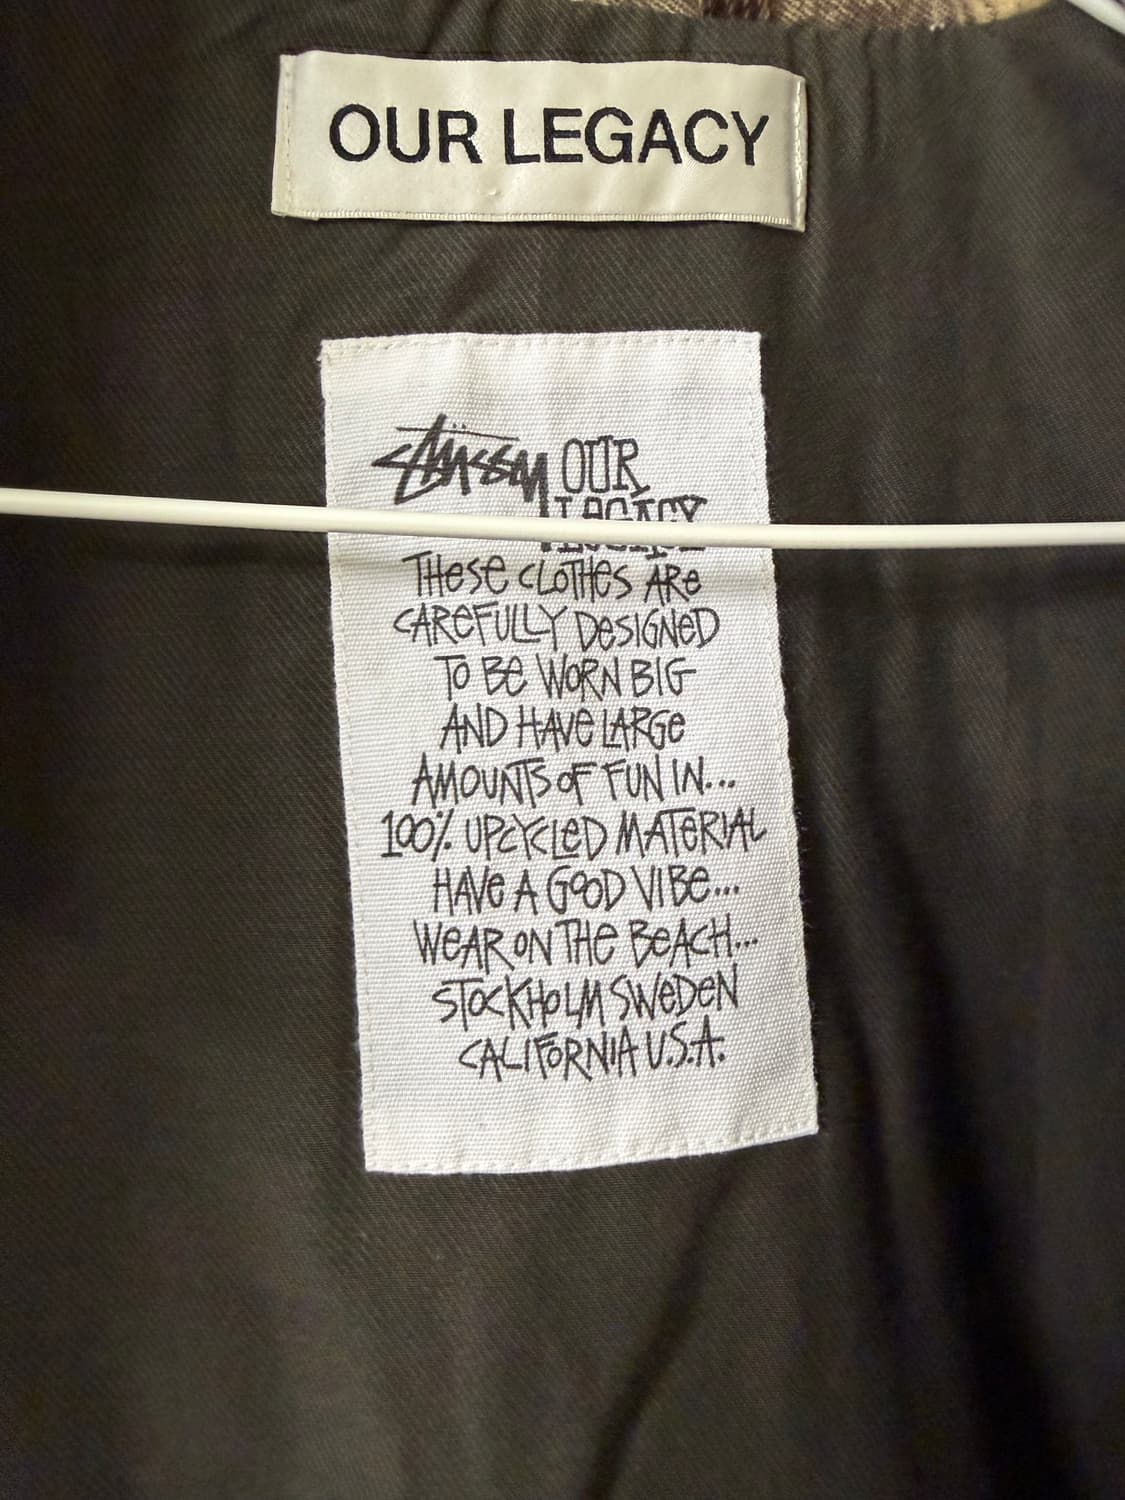 OUR LEGACY
STÜSSY OUR
LEGACY
THESE CLOTHES ARE
CAREFULLY DESIGNED
TO BE WORN BIG
AND HAVE LARGE
AMOUNTS OF FUN IN...
100% UPCYCLED MATERIAL
HAVE A GOOD VIBE...
WEAR ON THE BEACH...
STOCKHOLM SWEDEN
CALIFORNIA U.S.A.